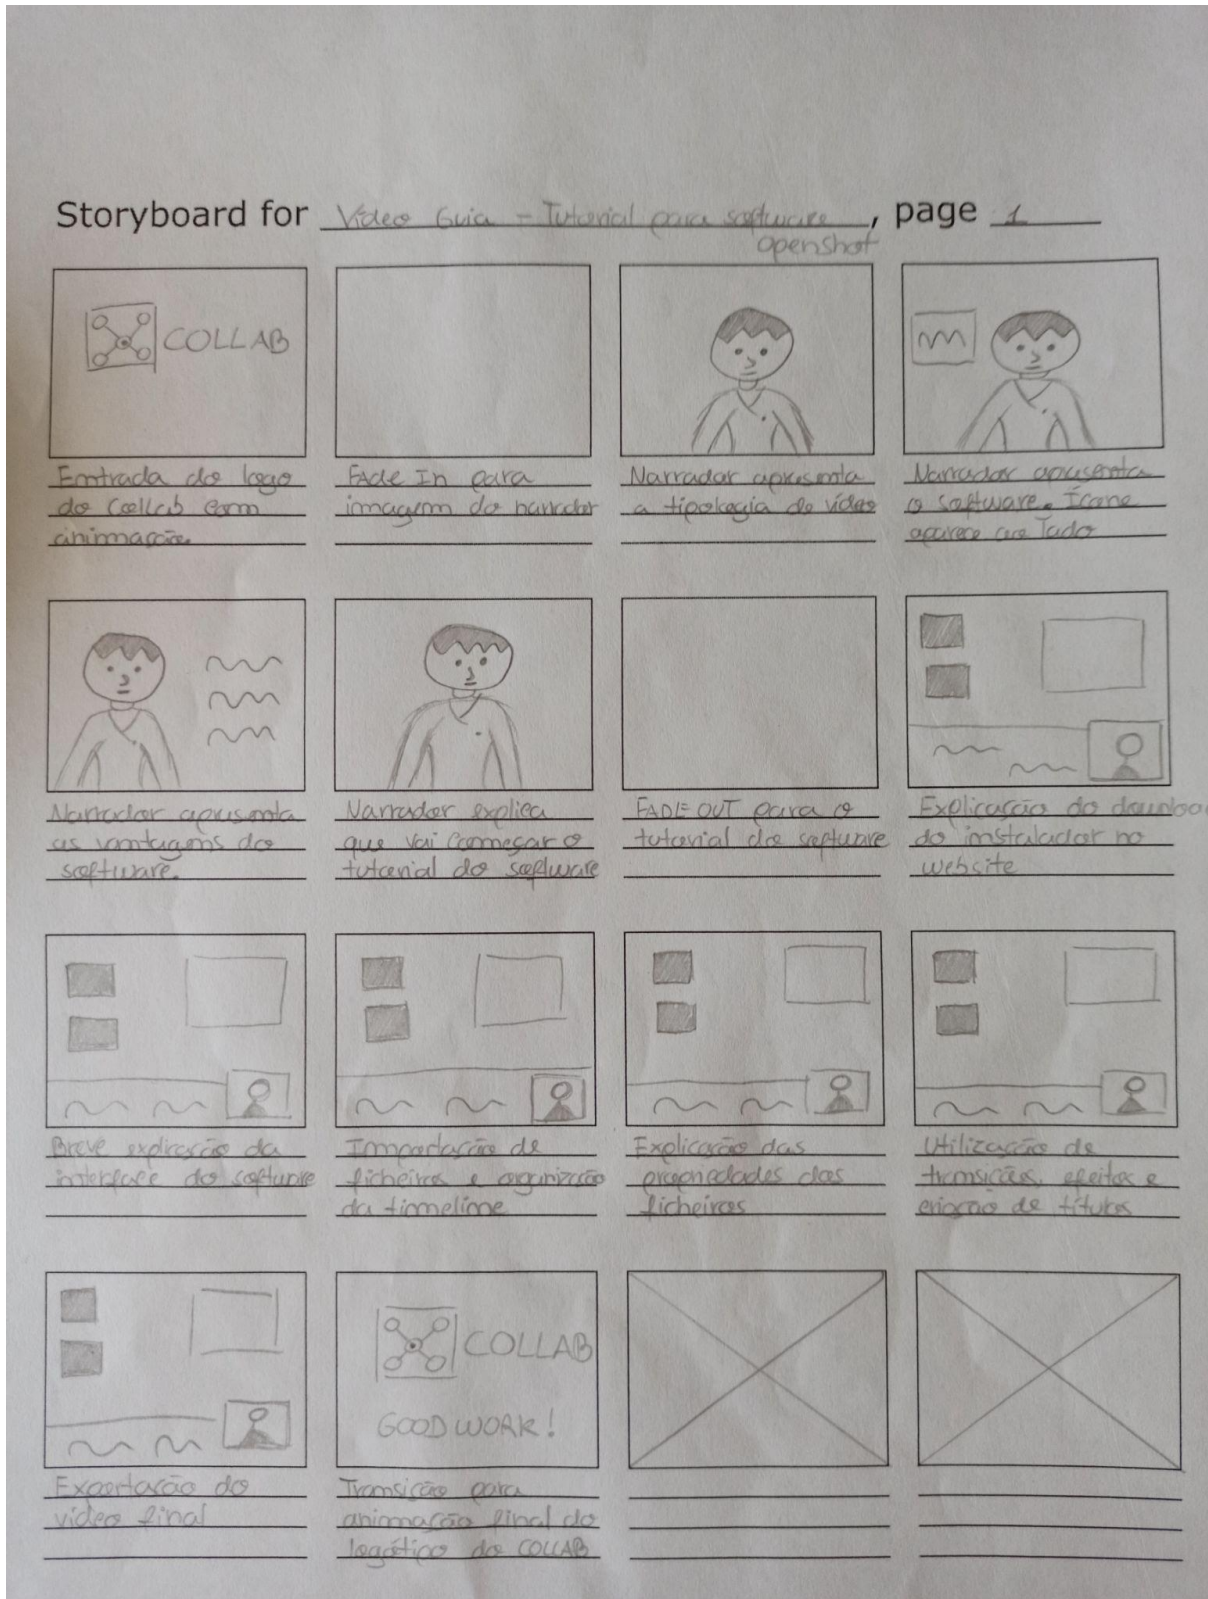 Storyboard for Vídeo Guia - Tutorial para software, page 1
openshot
COLLAB
Entrada do logo
do Collab com
animação.
Fade In para
imagem do narrador
Narrador apresenta
a tipologia de vídeo
Narrador apresenta
o software. Ícone
aparece ao lado
Narrador apresenta
as vantagens do
software.
Narrador explica
que vai começar o
tutorial do software
FADE OUT para o
tutorial do software
Explicação do download
do instalador no
website
Breve explicação da
interface do software
Importação de
ficheiros e organização
da timeline
Explicação das
propriedades dos
ficheiros
Utilização de
transições, efeitos e
criação de títulos
Exportação do
vídeo final
COLLAB
GOOD WORK!
Transição para
animação final do
logótipo do COLLAB